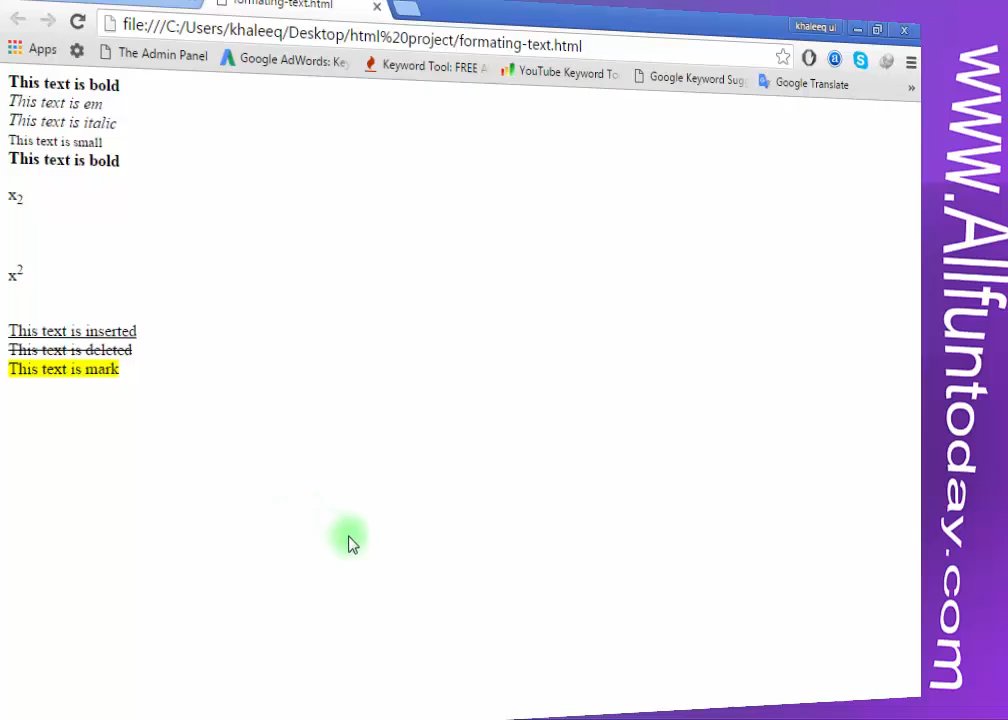 formating-text.html
khaleeq ui
file:///C:/Users/khaleeq/Desktop/html%20project/formating-text.html
Apps
The Admin Panel
Google AdWords: Ke
Keyword Tool: FREE
YouTube Keyword To
Google Keyword Sug
Google Translate
This text is bold
This text is em
This text is italic
This text is small
This text is bold
x2
x2
This text is inserted
This text is deleted
This text is mark
www.Allfuntoday.com